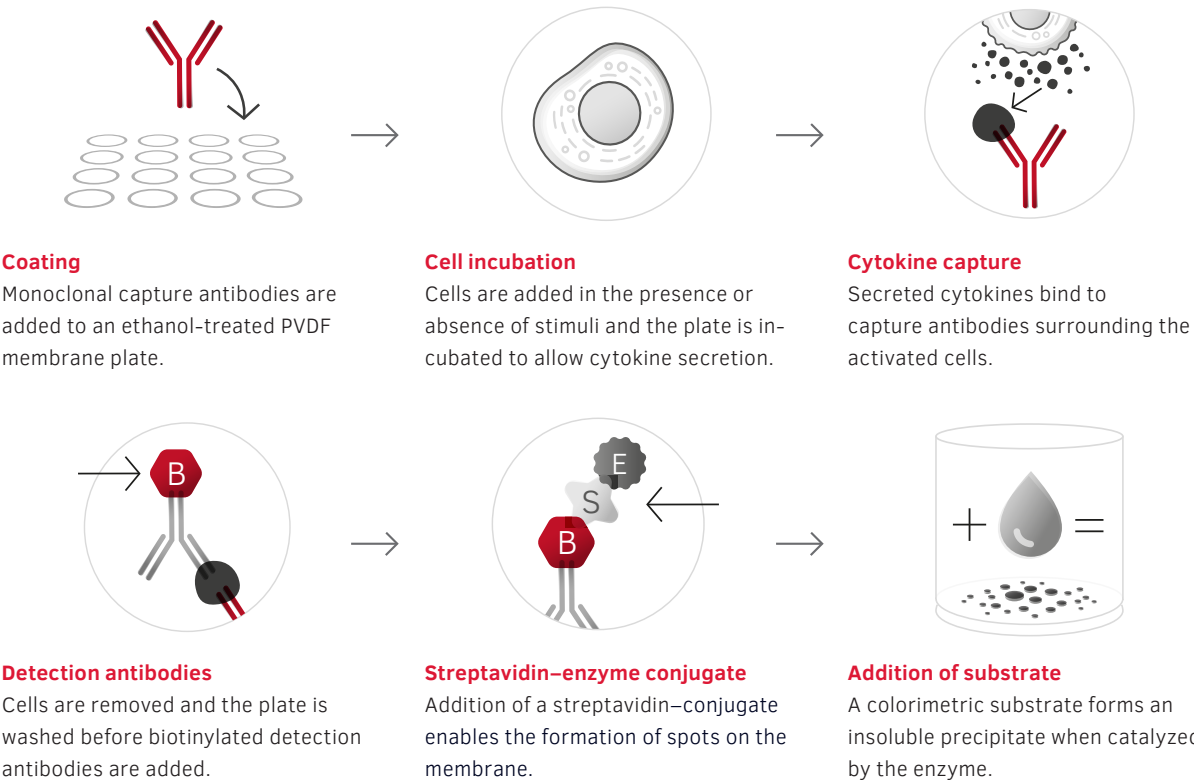 Coating
Monoclonal capture antibodies are
added to an ethanol-treated PVDF
membrane plate.
Cell incubation
Cells are added in the presence or
absence of stimuli and the plate is in-
cubated to allow cytokine secretion.
Cytokine capture
Secreted cytokines bind to
capture antibodies surrounding the
activated cells.
B
Detection antibodies
Cells are removed and the plate is
washed before biotinylated detection
antibodies are added.
E
S
B
Streptavidin–enzyme conjugate
Addition of a streptavidin–conjugate
enables the formation of spots on the
membrane.
+ =
Addition of substrate
A colorimetric substrate forms an
insoluble precipitate when catalyzed
by the enzyme.